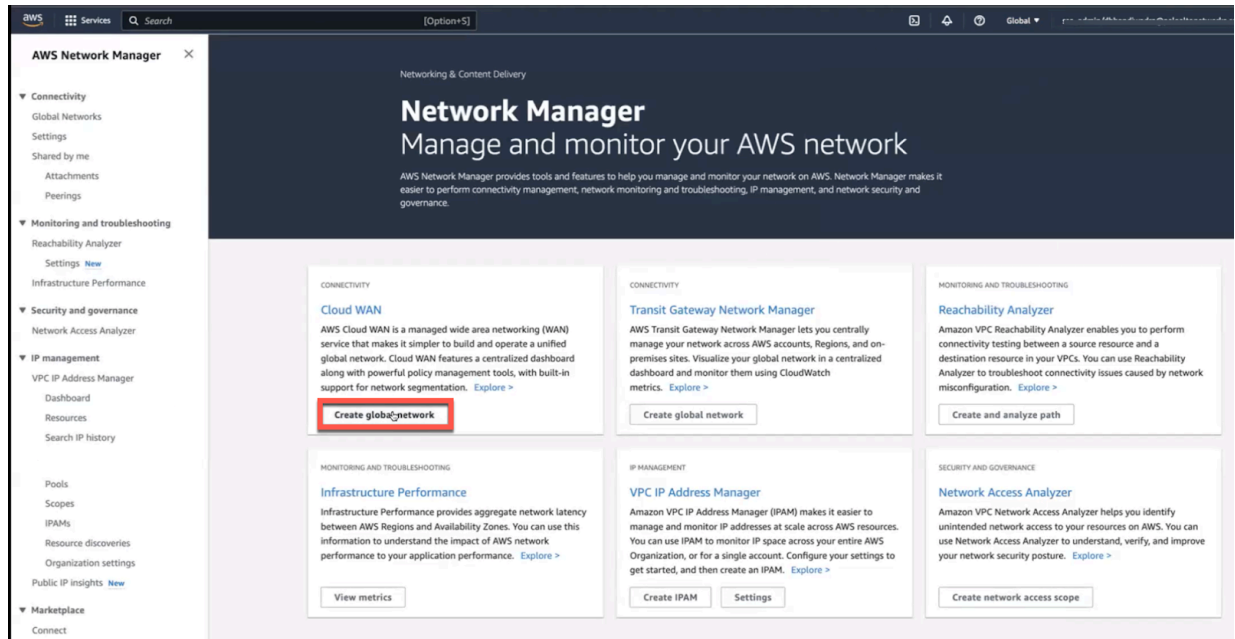 aws
Services
Search
[Option+S]
Global
AWS Network Manager
Connectivity
Global Networks
Settings
Shared by me
Attachments
Peerings
Monitoring and troubleshooting
Reachability Analyzer
Settings New
Infrastructure Performance
Security and governance
Network Access Analyzer
IP management
VPC IP Address Manager
Dashboard
Resources
Search IP history
Pools
Scopes
IPAMs
Resource discoveries
Organization settings
Public IP insights New
Marketplace
Connect
Networking & Content Delivery
Network Manager
Manage and monitor your AWS network
AWS Network Manager provides tools and features to help you manage and monitor your network on AWS. Network Manager makes it
easier to perform connectivity management, network monitoring and troubleshooting, IP management, and network security and
governance.
CONNECTIVITY
Cloud WAN
AWS Cloud WAN is a managed wide area networking (WAN)
service that makes it simpler to build and operate a unified
global network. Cloud WAN features a centralized dashboard
along with powerful policy management tools, with built-in
support for network segmentation. Explore >
Create global network
CONNECTIVITY
Transit Gateway Network Manager
AWS Transit Gateway Network Manager lets you centrally
manage your network across AWS accounts, Regions, and on-
premises sites. Visualize your global network in a centralized
dashboard and monitor them using CloudWatch
metrics. Explore >
Create global network
MONITORING AND TROUBLESHOOTING
Reachability Analyzer
Amazon VPC Reachability Analyzer enables you to perform
connectivity testing between a source resource and a
destination resource in your VPCs. You can use Reachability
Analyzer to troubleshoot connectivity issues caused by network
misconfiguration. Explore >
Create and analyze path
MONITORING AND TROUBLESHOOTING
Infrastructure Performance
Infrastructure Performance provides aggregate network latency
between AWS Regions and Availability Zones. You can use this
information to understand the impact of AWS network
performance to your application performance. Explore >
View metrics
IP MANAGEMENT
VPC IP Address Manager
Amazon VPC IP Address Manager (IPAM) makes it easier to
manage and monitor IP addresses at scale across AWS resources.
You can use IPAM to monitor IP space across your entire AWS
Organization, or for a single account. Configure your settings to
get started, and then create an IPAM. Explore >
Create IPAM
Settings
SECURITY AND GOVERNANCE
Network Access Analyzer
Amazon VPC Network Access Analyzer helps you identify
unintended network access to your resources on AWS. You can
use Network Access Analyzer to understand, verify, and improve
your network security posture. Explore >
Create network access scope